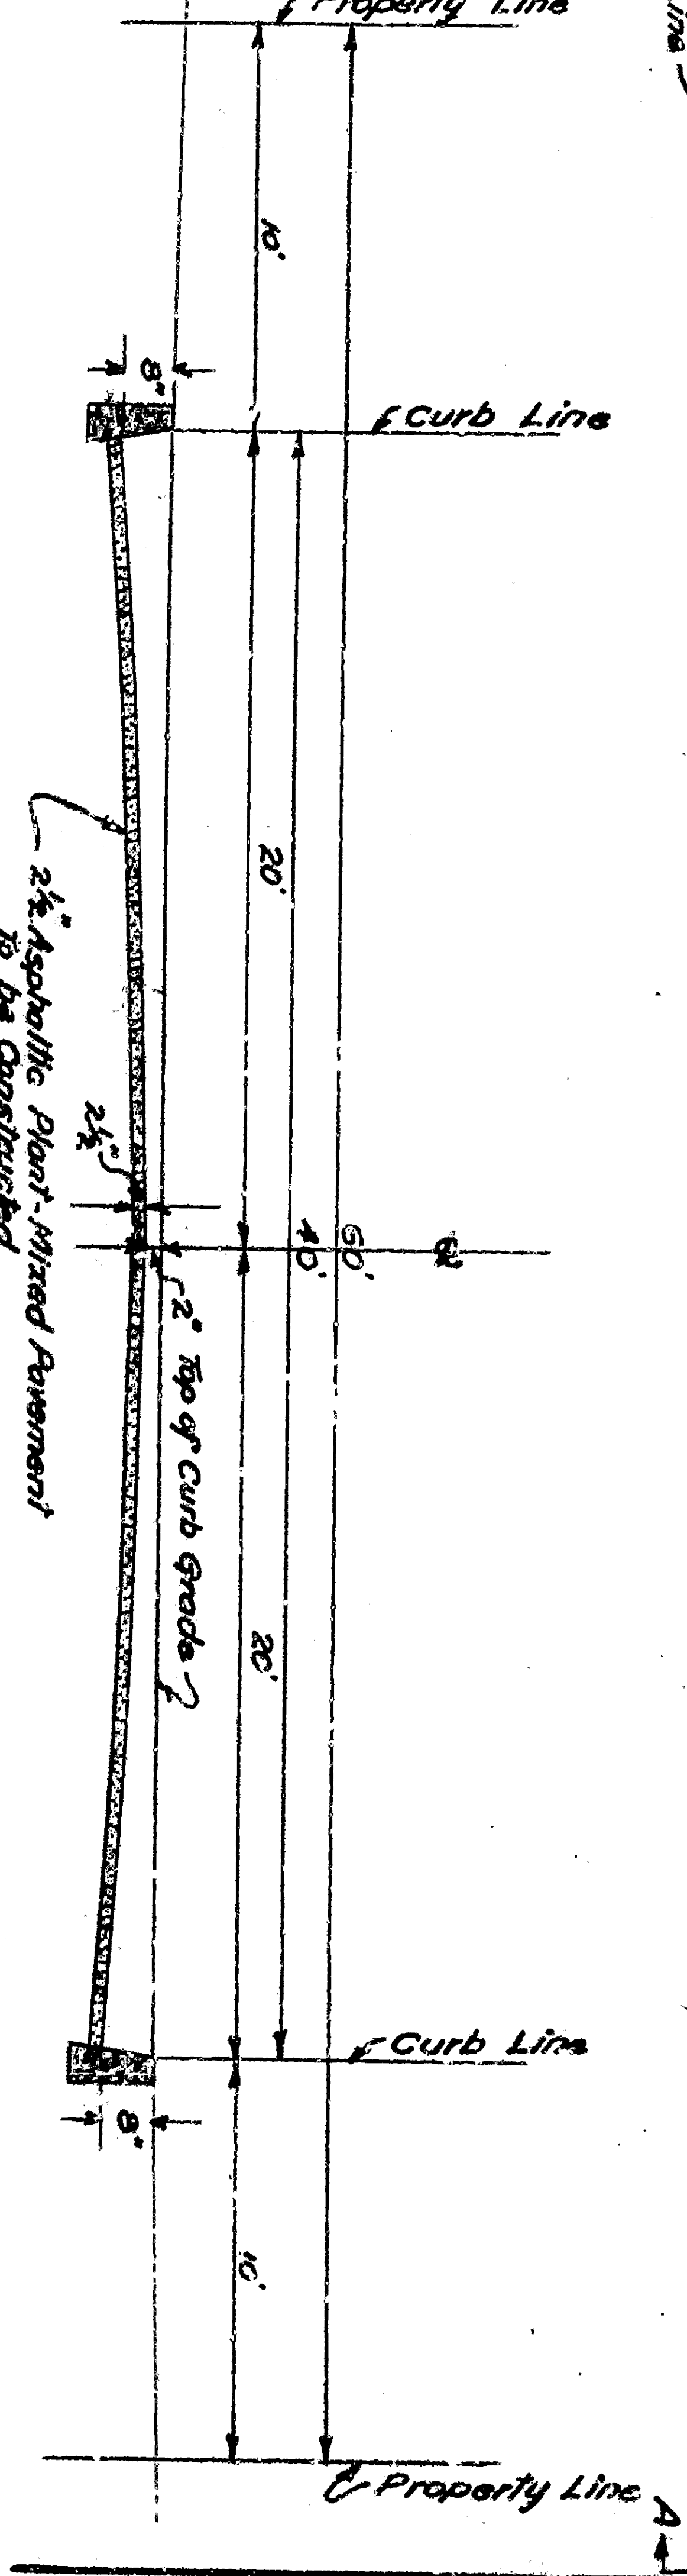 Property Line
Line
60'
40'
10'
20'
20'
10'
Curb Line
Curb Line
℄
8"
8"
2" Top of Curb Grade
2½"
2½" Asphaltic Plant-Mixed Pavement
To be Constructed
Property Line
A